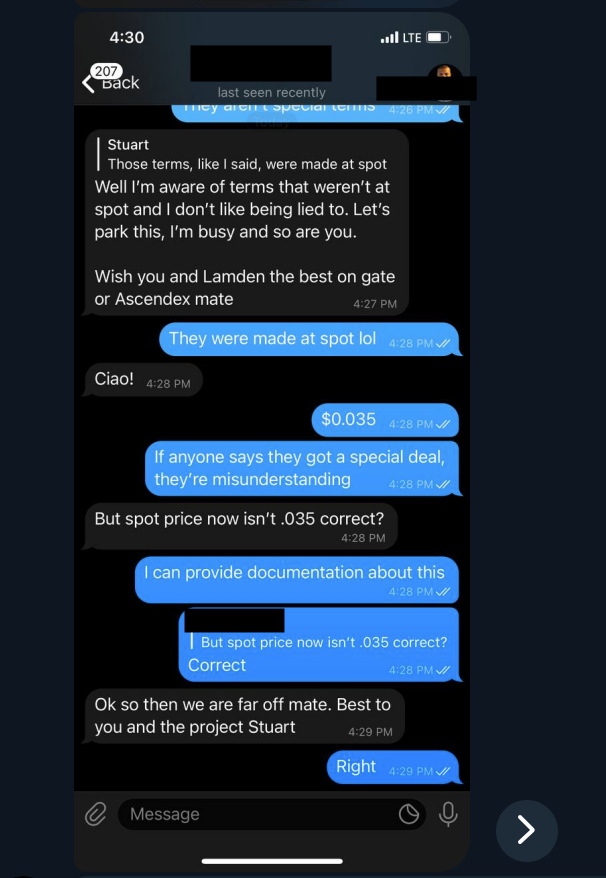 4:30
LTE
207
Back
last seen recently
They aren't special terms 4:26 PM
Today
Stuart
Those terms, like I said, were made at spot
Well I'm aware of terms that weren't at
spot and I don't like being lied to. Let's
park this, I'm busy and so are you.
Wish you and Lamden the best on gate
or Ascendex mate 4:27 PM
They were made at spot lol 4:28 PM
Ciao! 4:28 PM
$0.035 4:28 PM
If anyone says they got a special deal,
they're misunderstanding 4:28 PM
But spot price now isn't .035 correct?
4:28 PM
I can provide documentation about this
4:28 PM
But spot price now isn't .035 correct?
Correct 4:28 PM
Ok so then we are far off mate. Best to
you and the project Stuart 4:29 PM
Right 4:29 PM
Message